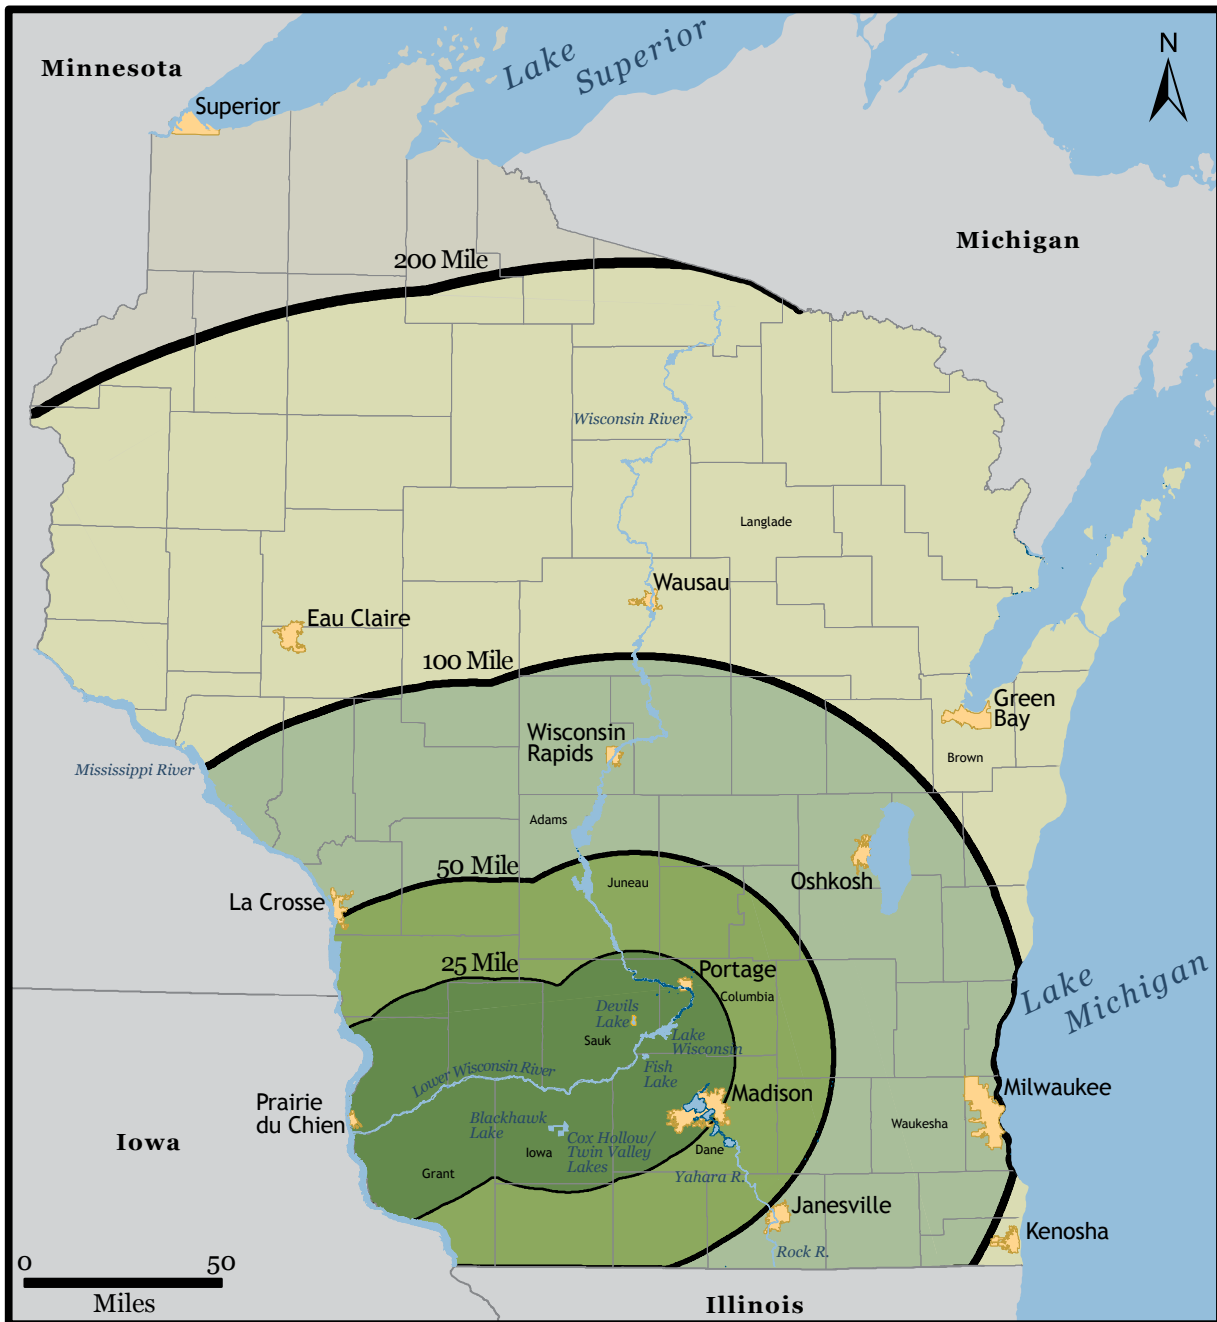 Minnesota
Lake
Superior
N
Superior
Michigan
200 Mile
Wisconsin River
Langlade
Wausau
Eau Claire
100 Mile
Green
Bay
Wisconsin
Rapids
Brown
Mississippi River
Adams
50 Mile
Juneau
Oshkosh
La Crosse
25 Mile
Portage
Columbia
Lake
Michigan
Devils
Lake
Sauk
Lake
Wisconsin
Fish
Lake
Lower Wisconsin River
Madison
Milwaukee
Prairie
du Chien
Blackhawk
Lake
Cox Hollow/
Twin Valley
Lakes
Waukesha
Iowa
Iowa
Dane
Grant
Yahara R.
Janesville
Kenosha
Rock R.
0 50
Miles
Illinois